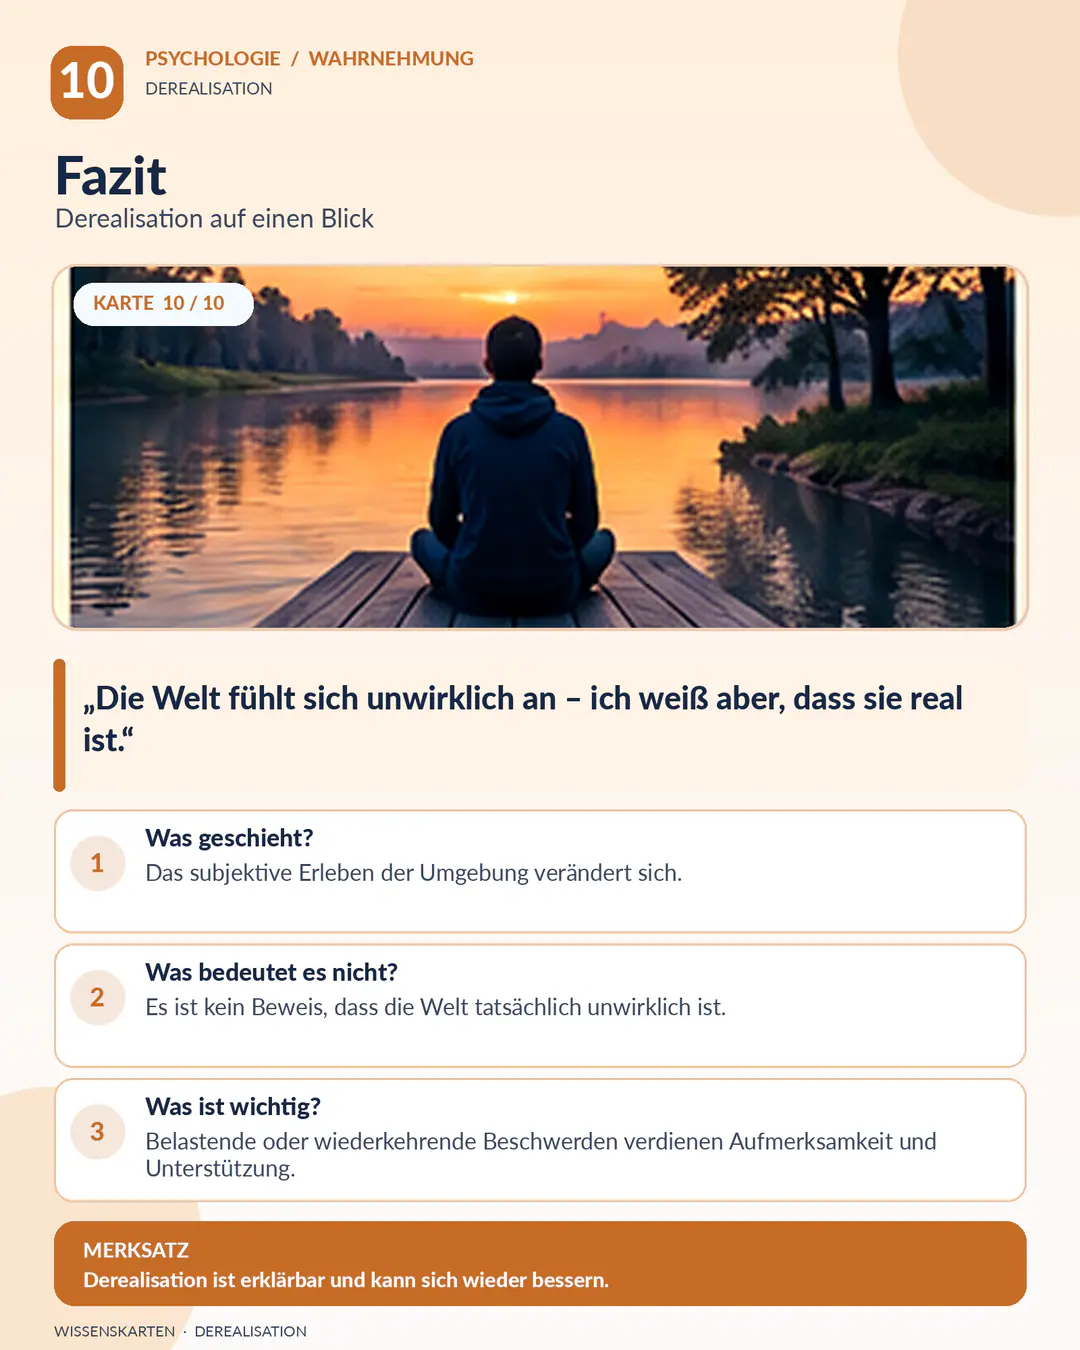 10
PSYCHOLOGIE / WAHRNEHMUNG
DEREALISATION
Fazit
Derealisation auf einen Blick
KARTE 10 / 10
„Die Welt fühlt sich unwirklich an – ich weiß aber, dass sie real
ist.“
1
Was geschieht?
Das subjektive Erleben der Umgebung verändert sich.
2
Was bedeutet es nicht?
Es ist kein Beweis, dass die Welt tatsächlich unwirklich ist.
3
Was ist wichtig?
Belastende oder wiederkehrende Beschwerden verdienen Aufmerksamkeit und
Unterstützung.
MERKSATZ
Derealisation ist erklärbar und kann sich wieder bessern.
WISSENSKARTEN · DEREALISATION